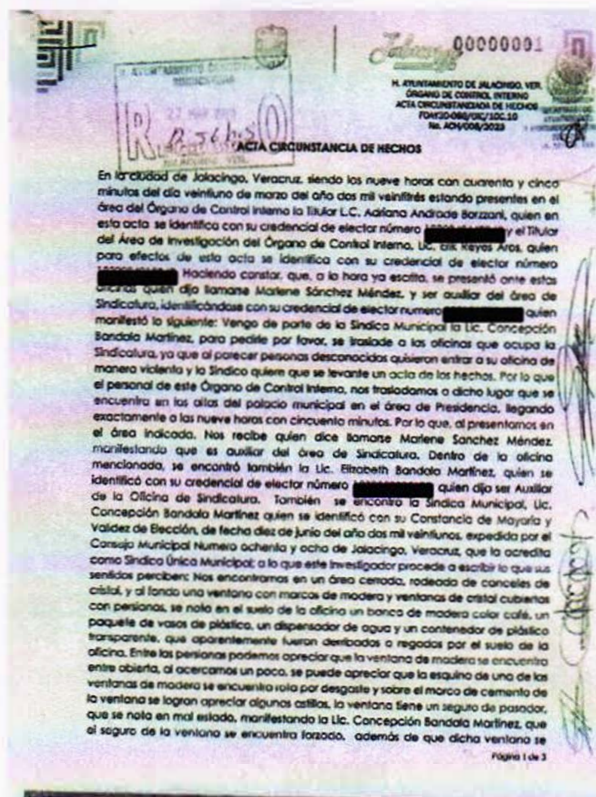 00000001
H. AYUNTAMIENTO DE JALACINGO, VER.
ÓRGANO DE CONTROL INTERNO
ACTA CIRCUNSTANCIADA DE HECHOS
No. ACH/008/2023
ACTA CIRCUNSTANCIA DE HECHOS
En la ciudad de Jalacingo, Veracruz, siendo las nueve horas con cuarenta y cinco
minutos del día veintiuno de marzo del año dos mil veintitrés estando presentes en el
área del Órgano de Control Interno la Titular L.C. Adriana Andrade Barzani, quien en
esta acta se identifica con su credencial de elector número y el Titular
del Área de Investigación del Órgano de Control Interno, Lic. Erik Reyes Aros, quien
para efectos de esta acta se identifica con su credencial de elector número
Haciendo constar, que, a la hora ya escrita, se presentó ante estas
oficinas quien dijo llamarse Marlene Sánchez Méndez, y ser auxiliar del área de
Sindicatura, identificándose con su credencial de elector numero quien
manifestó lo siguiente: Vengo de parte de la Sindica Municipal la Lic. Concepción
Bandala Martínez, para pedirle por favor, se traslade a las oficinas que ocupa la
Sindicatura, ya que al parecer personas desconocidas quisieron entrar a su oficina de
manera violenta y la Síndico quiere que se levante un acta de los hechos. Por lo que
el personal de este Órgano de Control Interno, nos trasladamos a dicho lugar que se
encuentra en los altos del palacio municipal en el área de Presidencia, llegando
exactamente a las nueve horas con cincuenta minutos. Por lo que, al presentarnos en
el área indicada. Nos recibe quien dice llamarse Marlene Sanchez Méndez,
manifestando que es auxiliar del área de Sindicatura. Dentro de la oficina
mencionada, se encontró también la Lic. Elizabeth Bandala Martínez, quien se
identificó con su credencial de elector número quien dijo ser Auxiliar
de la Oficina de Sindicatura. También se encontro la Sindica Municipal, Lic.
Concepción Bandala Martínez quien se identificó con su Constancia de Mayoría y
Validez de Elección, de fecha diez de junio del año dos mil veintiunos, expedida por el
Consejo Municipal Numero ochenta y ocho de Jalacingo, Veracruz, que la acredita
como Síndico Única Municipal; a lo que este investigador procede a escribir lo que sus
sentidos perciben: Nos encontramos en un área cerrada, rodeada de canceles de
cristal, y al fondo una ventana con marcos de madera y ventanas de cristal cubiertas
con persianas, se nota en el suelo de la oficina un banco de madera color café, un
paquete de vasos de plástico, un dispensador de agua y un contenedor de plástico
transparente, que aparentemente fueron derribados o regados por el suelo de la
oficina. Entre las persianas podemos apreciar que la ventana de madera se encuentra
entre abierta, al acercarnos un poco, se puede apreciar que la esquina de una de las
ventanas de madera se encuentra rota por desgaste y sobre el marco de cemento de
la ventana se logran apreciar algunas astillas, la ventana tiene un seguro de pasador,
que se nota en mal estado, manifestando la Lic. Concepción Bandala Martínez, que
el seguro de la ventana se encuentra forzado, además de que dicha ventana se
Página 1 de 3